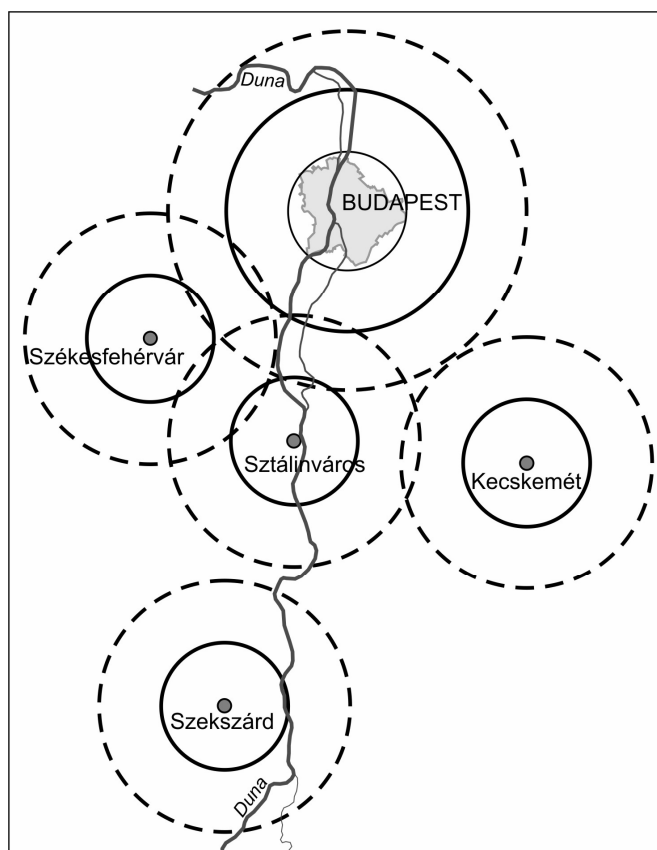 Duna
BUDAPEST
Székesfehérvár
Sztálinváros
Kecskemét
Szekszárd
Duna